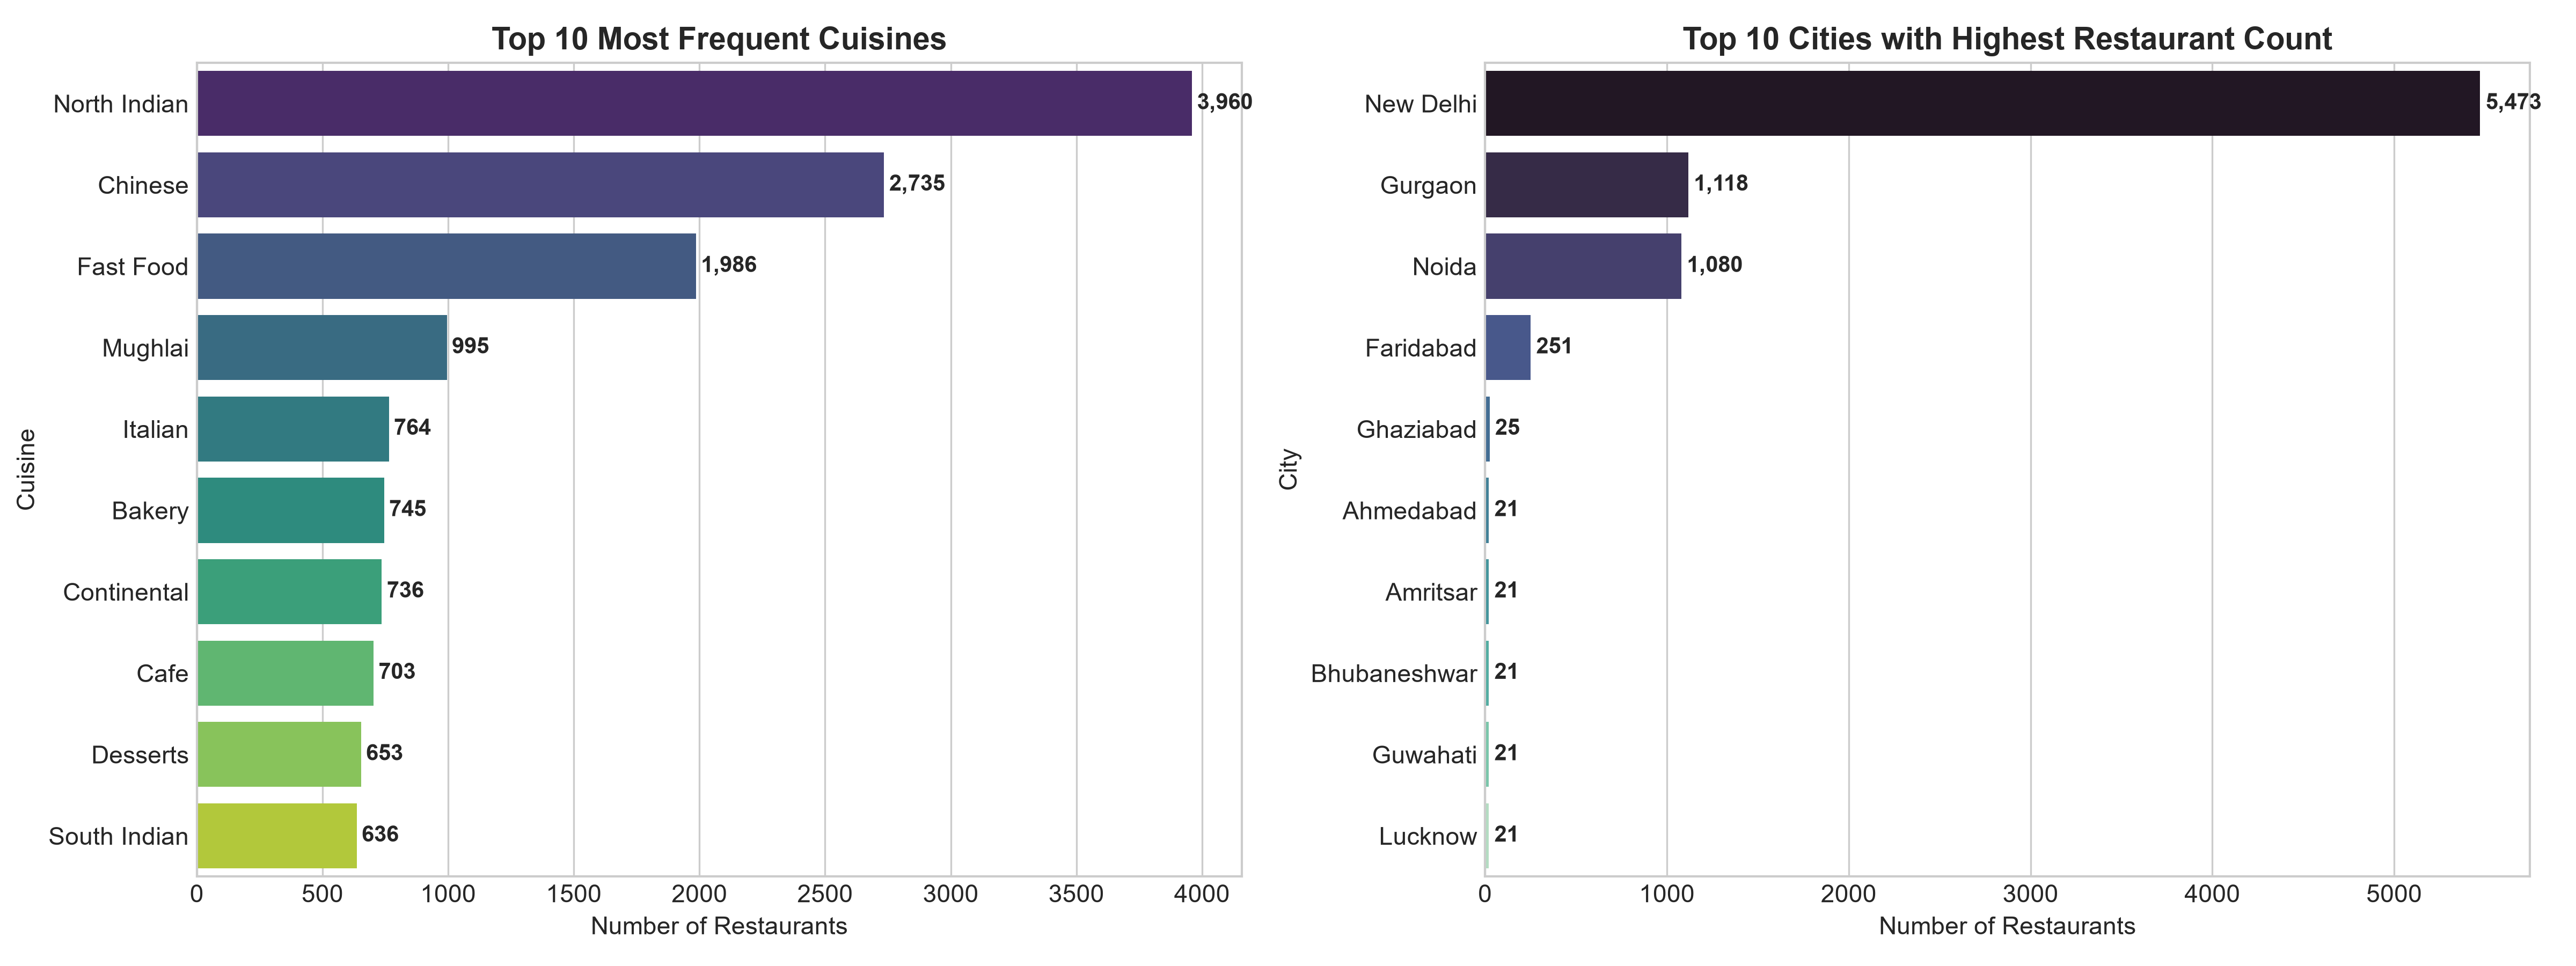 Top 10 Most Frequent Cuisines
Cuisine
North Indian 3,960
Chinese 2,735
Fast Food 1,986
Mughlai 995
Italian 764
Bakery 745
Continental 736
Cafe 703
Desserts 653
South Indian 636
0 500 1000 1500 2000 2500 3000 3500 4000
Number of Restaurants
Top 10 Cities with Highest Restaurant Count
City
New Delhi 5,473
Gurgaon 1,118
Noida 1,080
Faridabad 251
Ghaziabad 25
Ahmedabad 21
Amritsar 21
Bhubaneshwar 21
Guwahati 21
Lucknow 21
0 1000 2000 3000 4000 5000
Number of Restaurants